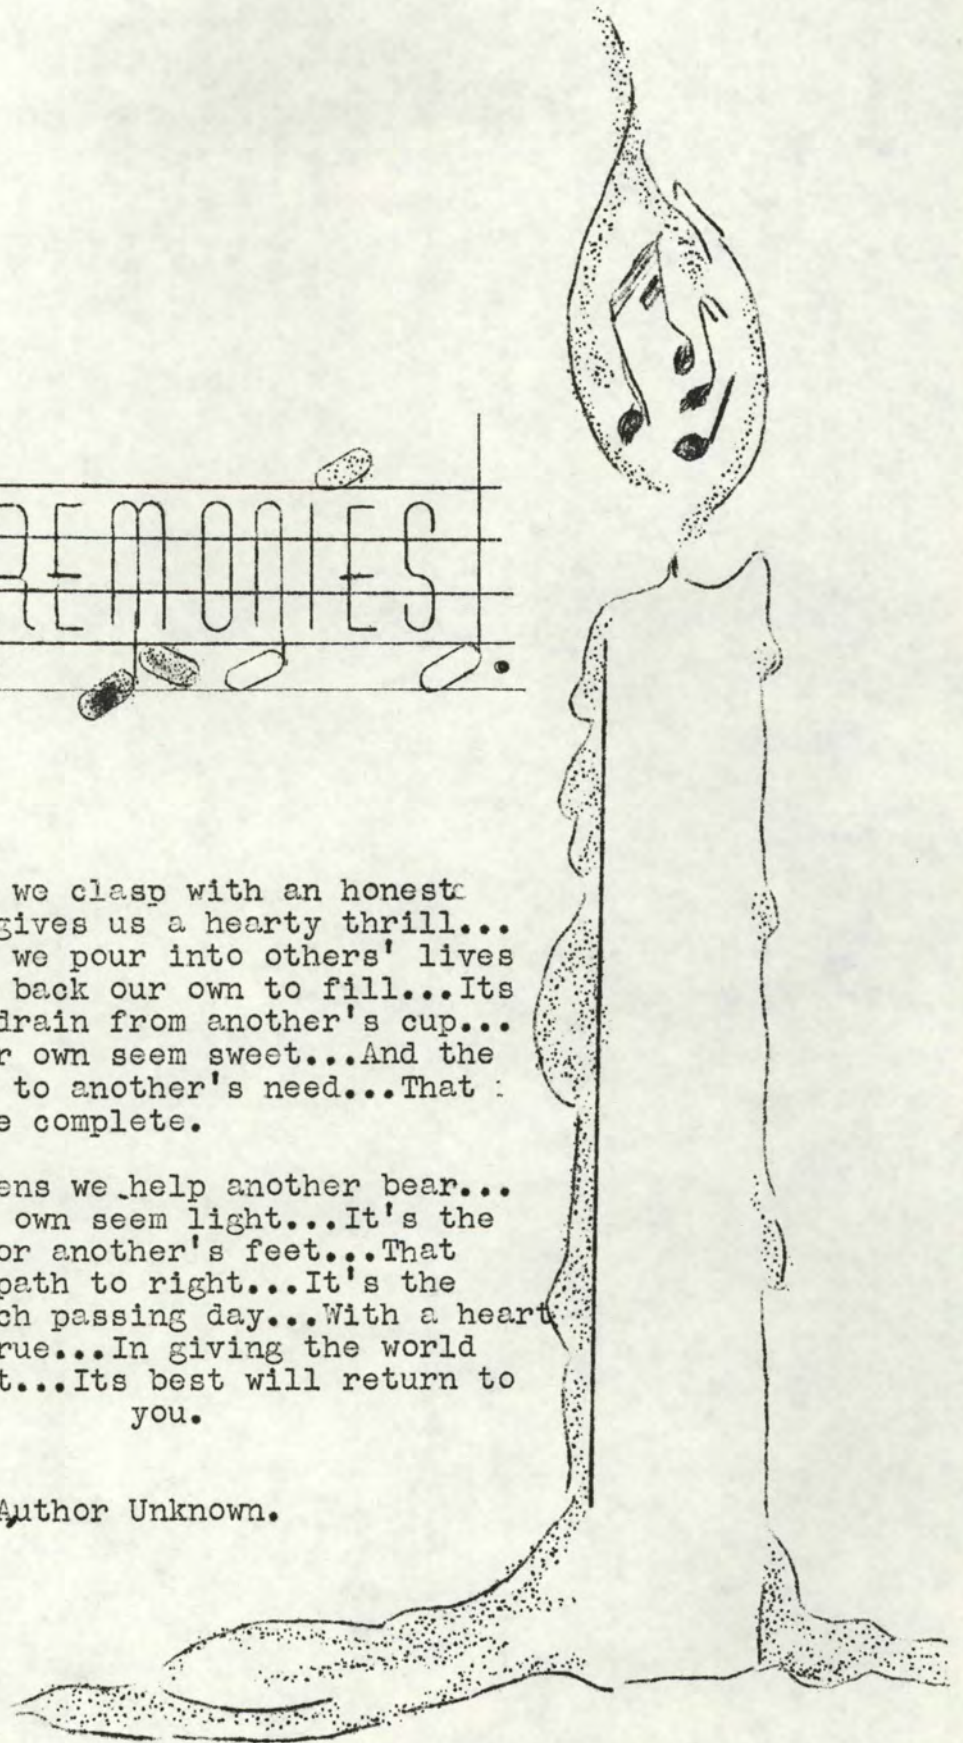 REMONIES
we clasp with an honest
gives us a hearty thrill...
we pour into others' lives
back our own to fill...Its
drain from another's cup...
r own seem sweet...And the
to another's need...That
e complete.
ens we help another bear...
own seem light...It's the
or another's feet...That
path to right...It's the
ch passing day...With a heart
rue...In giving the world
t...Its best will return to
you.
Author Unknown.